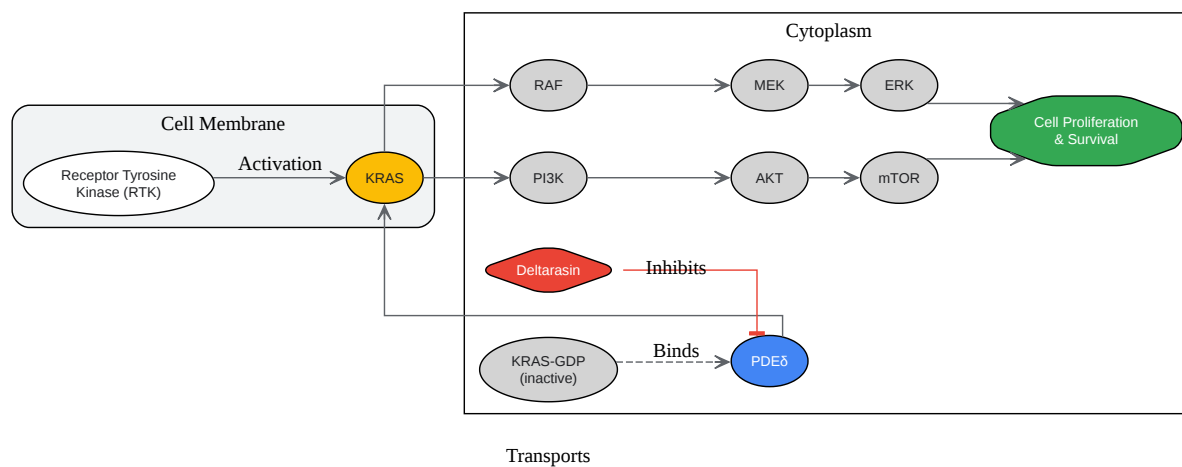 Cytoplasm
RAF
MEK
ERK
Cell Proliferation
& Survival
Cell Membrane
Activation
Receptor Tyrosine
Kinase (RTK)
KRAS
PI3K
AKT
mTOR
Deltarasin
Inhibits
KRAS-GDP
(inactive)
Binds
PDEδ
Transports